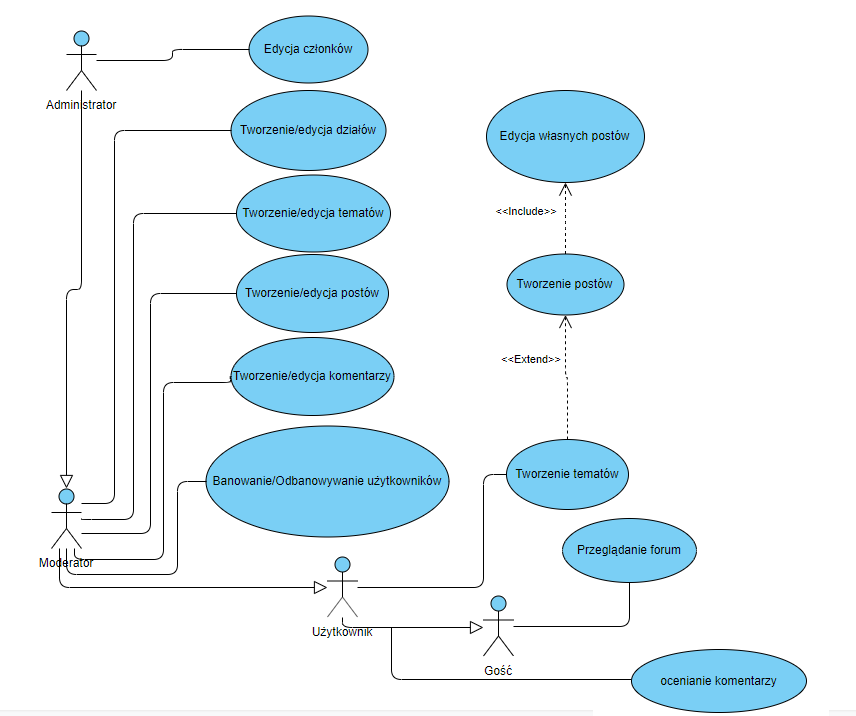 Edycja członków
Administrator
Tworzenie/edycja działów
Edycja własnych postów
Tworzenie/edycja tematów
<<Include>>
Tworzenie/edycja postów
Tworzenie postów
<<Extend>>
Tworzenie/edycja komentarzy
Banowanie/Odbanowywanie użytkowników
Tworzenie tematów
Przeglądanie forum
Moderator
Użytkownik
Gość
ocenianie komentarzy